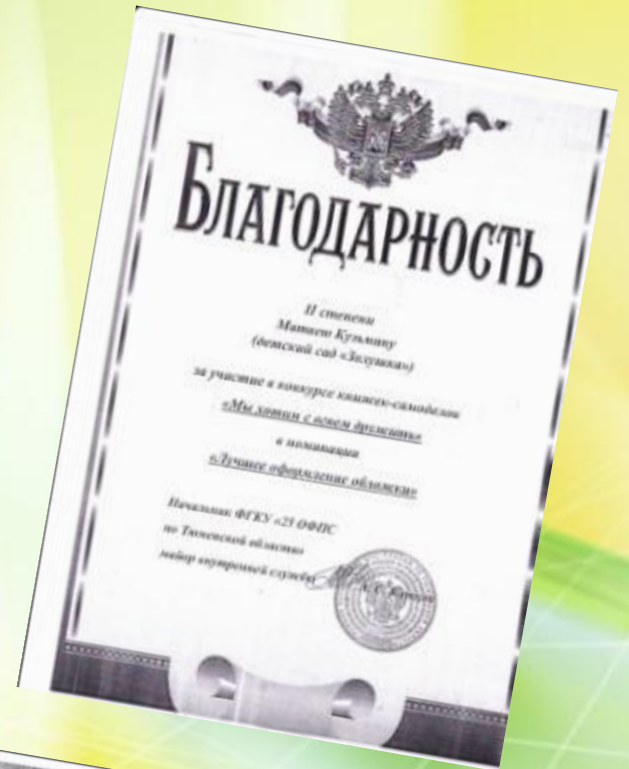 БЛАГОДАРНОСТЬ
II степени
Матвею Кузьмину
(детский сад «Золушка»)
за участие в конкурсе книжек-самоделок
«Мы хотим с огнем дружить»
в номинации
«Лучшее оформление обложки»
Начальник ФГКУ «25 ОФПС
по Тюменской области»
майор внутренней службы